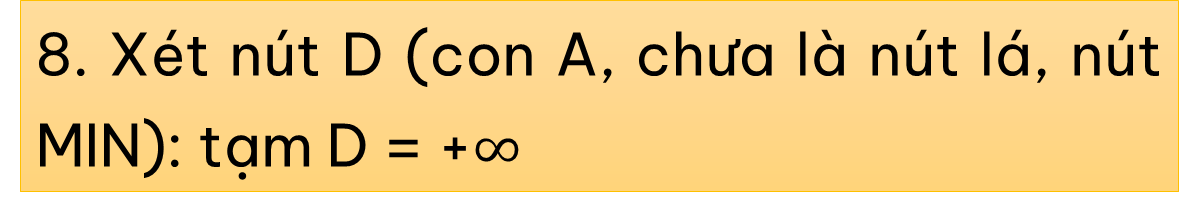 8. Xét nút D (con A, chưa là nút lá, nút
MIN): tạm D = +∞